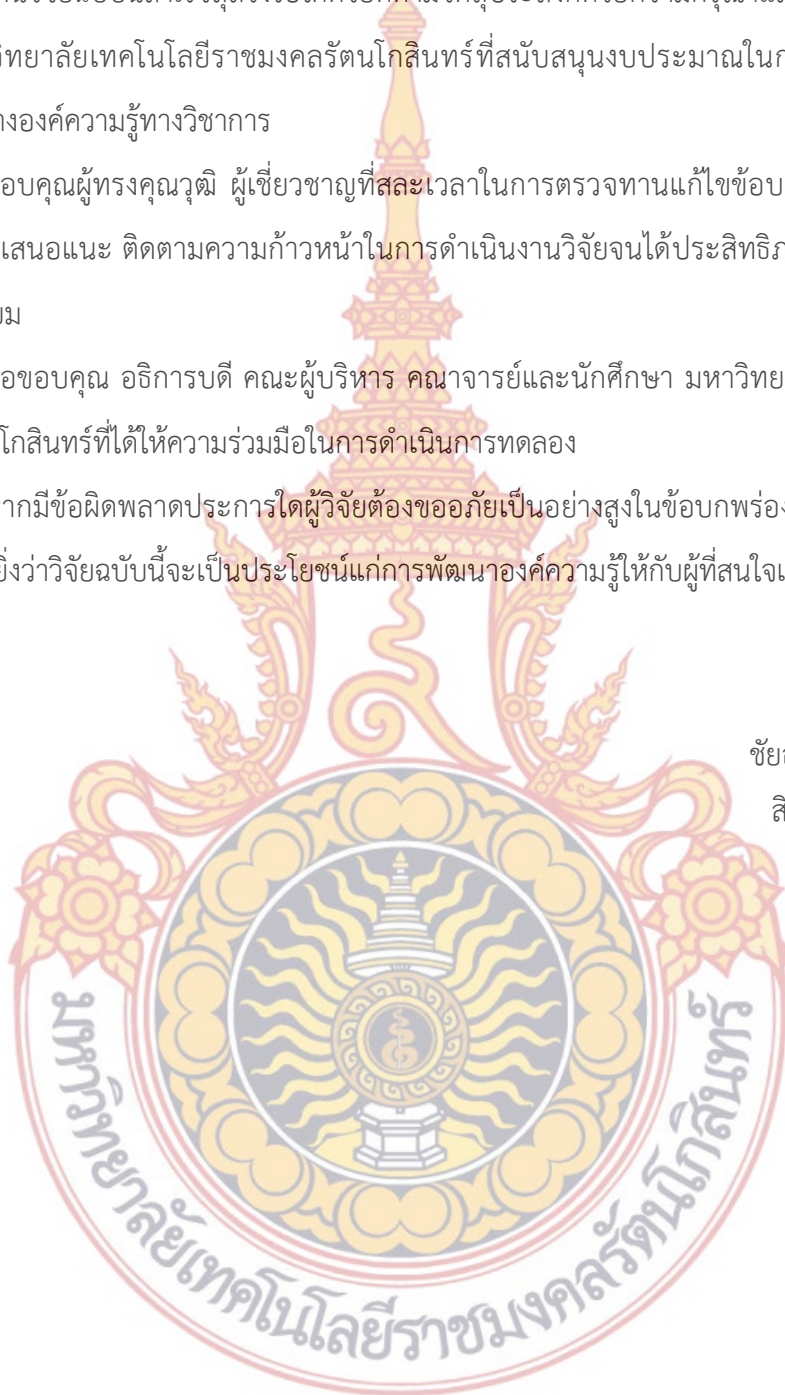 วิทยาลัยเทคโนโลยีราชมงคลรัตนโกสินทร์ที่สนับสนุนงบประมาณในก
างองค์ความรู้ทางวิชาการ
อบคุณผู้ทรงคุณวุฒิ ผู้เชี่ยวชาญที่สละเวลาในการตรวจทานแก้ไขข้อบ
เสนอแนะ ติดตามความก้าวหน้าในการดำเนินงานวิจัยจนได้ประสิทธิภ
ยม
อขอบคุณ อธิการบดี คณะผู้บริหาร คณาจารย์และนักศึกษา มหาวิทย
โกสินทร์ที่ได้ให้ความร่วมมือในการดำเนินการทดลอง
ากมีข้อผิดพลาดประการใดผู้วิจัยต้องขออภัยเป็นอย่างสูงในข้อบกพร่อง
ยิ่งว่าวิจัยฉบับนี้จะเป็นประโยชน์แก่การพัฒนาองค์ความรู้ให้กับผู้ที่สนใจ
ชัย
สิ
มหาวิทยาลัยเทคโนโลยีราชมงคลรัตนโกสินทร์